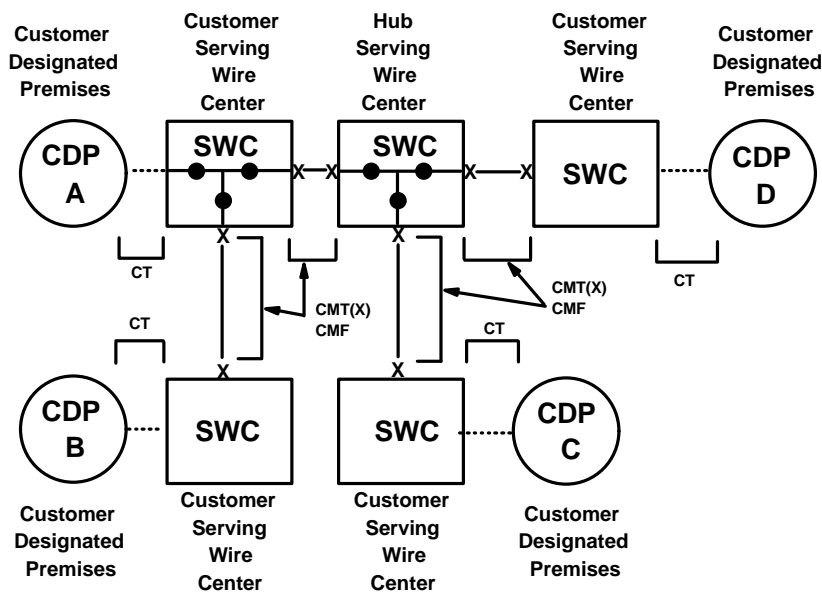 Customer
Designated
Premises
Customer
Serving
Wire
Center
Hub
Serving
Wire
Center
Customer
Serving
Wire
Center
Customer
Designated
Premises
CDP
A
SWC
X
X
SWC
X
X
SWC
CDP
D
CT
X
X
CMT(X)
CMF
CMT(X)
CMF
CT
CT
CT
X
X
CDP
B
SWC
SWC
CDP
C
Customer
Designated
Premises
Customer
Serving
Wire
Center
Customer
Serving
Wire
Center
Customer
Designated
Premises